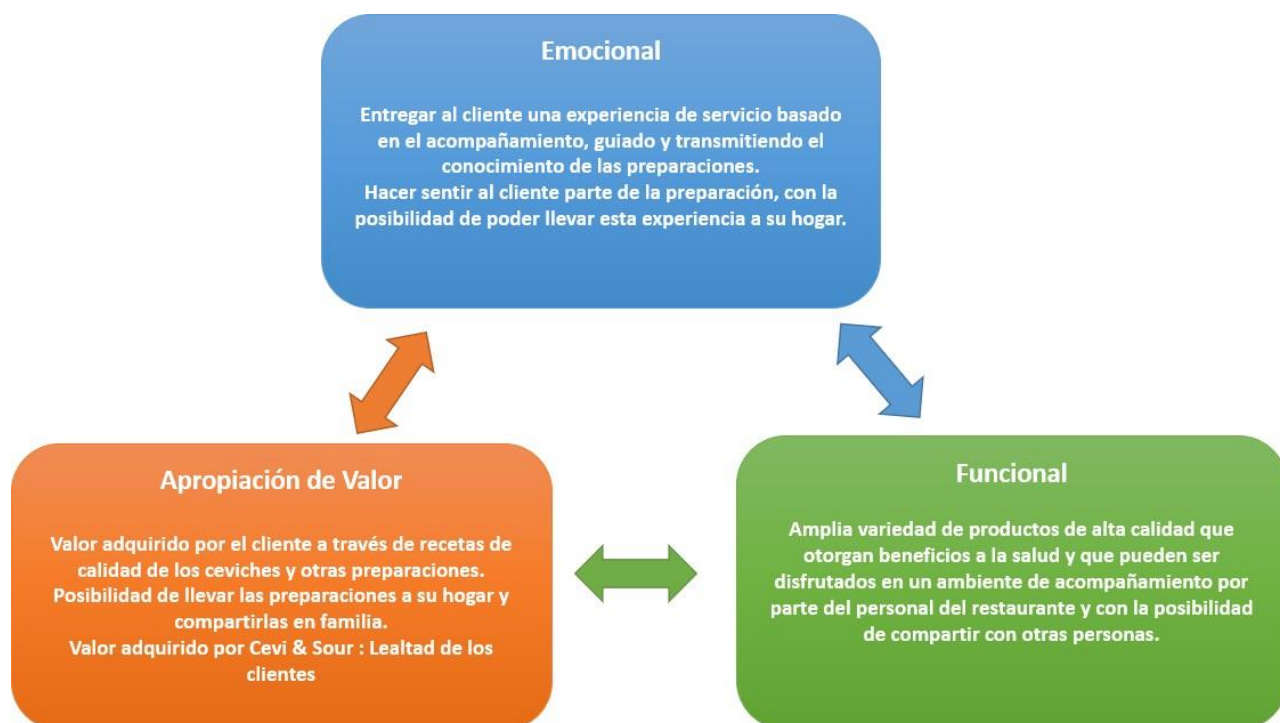 Emocional
Entregar al cliente una experiencia de servicio basado
en el acompañamiento, guiado y transmitiendo el
conocimiento de las preparaciones.
Hacer sentir al cliente parte de la preparación, con la
posibilidad de poder llevar esta experiencia a su hogar.
Apropiación de Valor
Valor adquirido por el cliente a través de recetas de
calidad de los ceviches y otras preparaciones.
Posibilidad de llevar las preparaciones a su hogar y
compartirlas en familia.
Valor adquirido por Cevi & Sour : Lealtad de los
clientes
Funcional
Amplia variedad de productos de alta calidad que
otorgan beneficios a la salud y que pueden ser
disfrutados en un ambiente de acompañamiento por
parte del personal del restaurante y con la posibilidad
de compartir con otras personas.